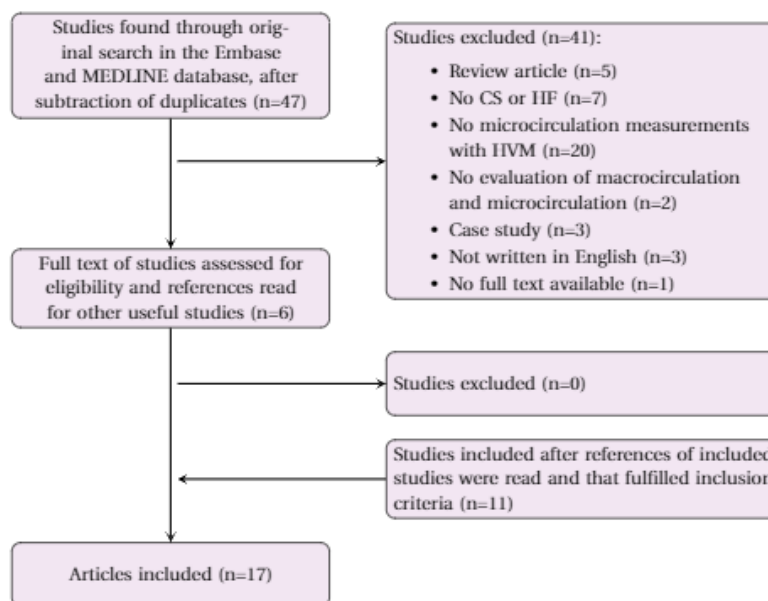 Studies found through orig-
inal search in the Embase
and MEDLINE database, after
subtraction of duplicates (n=47)
Studies excluded (n=41):
• Review article (n=5)
• No CS or HF (n=7)
• No microcirculation measurements
with HVM (n=20)
• No evaluation of macrocirculation
and microcirculation (n=2)
• Case study (n=3)
• Not written in English (n=3)
• No full text available (n=1)
Full text of studies assessed for
eligibility and references read
for other useful studies (n=6)
Studies excluded (n=0)
Studies included after references of included
studies were read and that fulfilled inclusion
criteria (n=11)
Articles included (n=17)